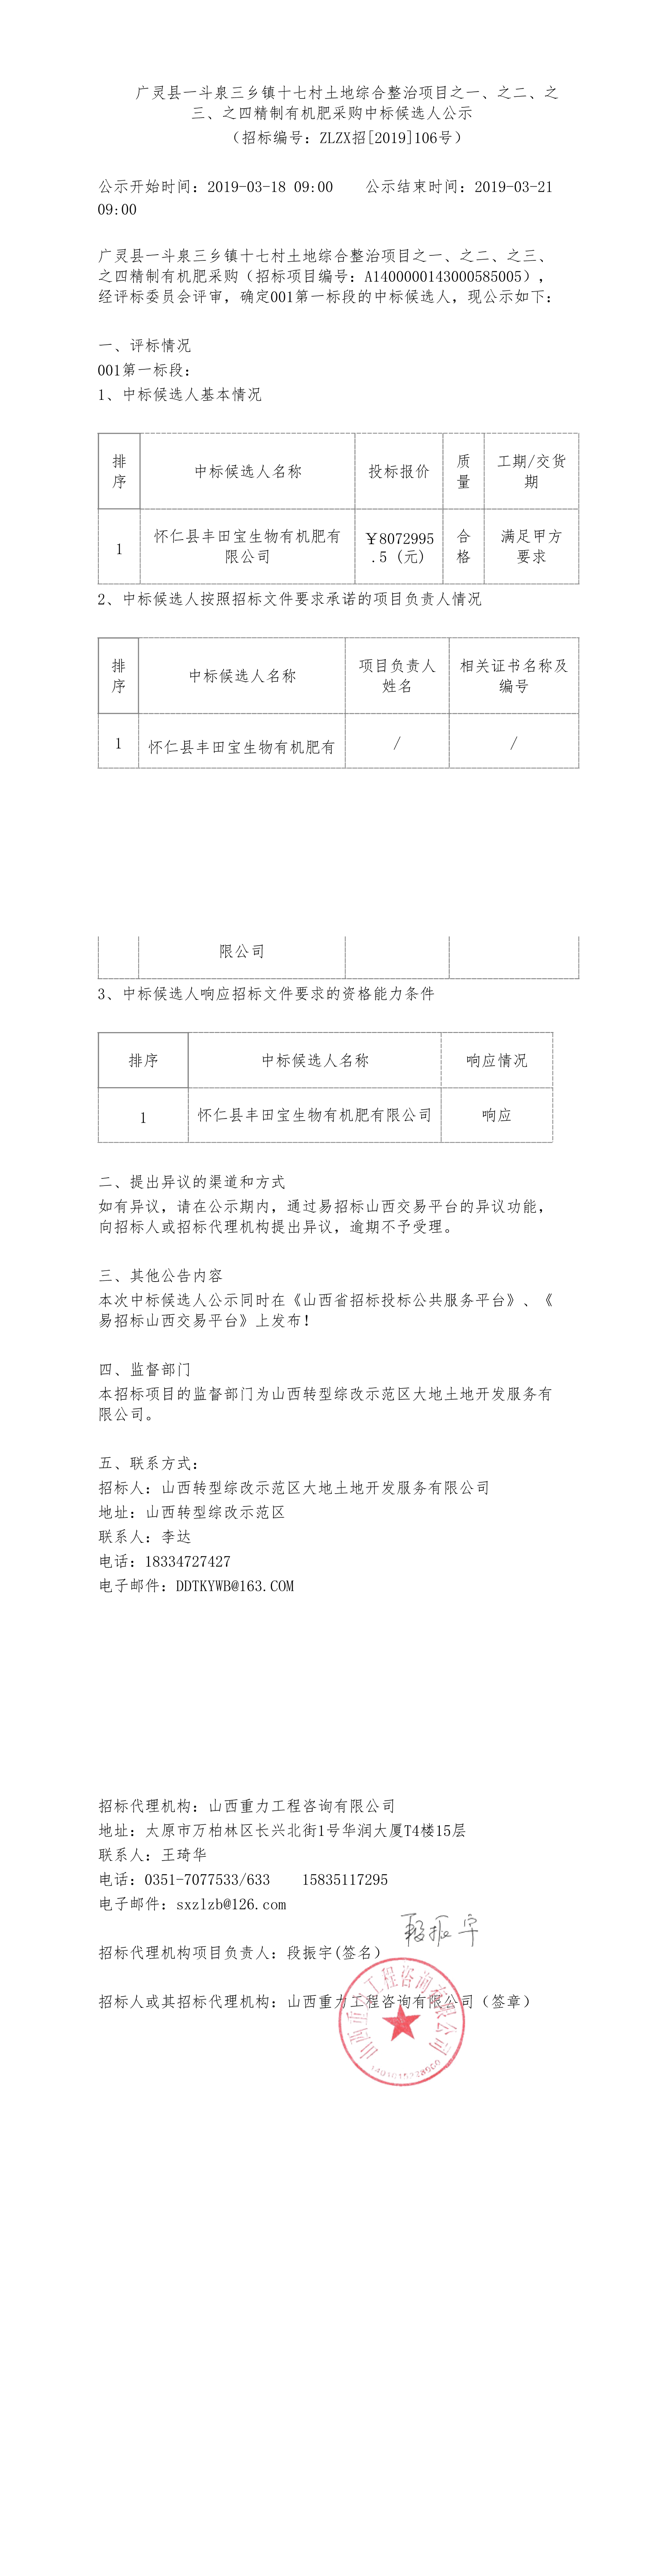 广灵县一斗泉三乡镇十七村土地综合整治项目之一、之二、之
三、之四精制有机肥采购中标候选人公示
（招标编号：ZLZX招[2019]106号）
公示开始时间：2019-03-18 09:00 公示结束时间：2019-03-21
09:00
广灵县一斗泉三乡镇十七村土地综合整治项目之一、之二、之三、
之四精制有机肥采购（招标项目编号：A1400000143000585005），
经评标委员会评审，确定001第一标段的中标候选人，现公示如下：
一、评标情况
001第一标段：
1、中标候选人基本情况
排序 中标候选人名称 投标报价 质量 工期/交货期
1 怀仁县丰田宝生物有机肥有限公司 ￥8072995.5 (元) 合格 满足甲方要求
2、中标候选人按照招标文件要求承诺的项目负责人情况
排序 中标候选人名称 项目负责人姓名 相关证书名称及编号
1 怀仁县丰田宝生物有机肥有 / /
限公司
3、中标候选人响应招标文件要求的资格能力条件
排序 中标候选人名称 响应情况
1 怀仁县丰田宝生物有机肥有限公司 响应
二、提出异议的渠道和方式
如有异议，请在公示期内，通过易招标山西交易平台的异议功能，
向招标人或招标代理机构提出异议，逾期不予受理。
三、其他公告内容
本次中标候选人公示同时在《山西省招标投标公共服务平台》、《
易招标山西交易平台》上发布！
四、监督部门
本招标项目的监督部门为山西转型综改示范区大地土地开发服务有
限公司。
五、联系方式：
招标人：山西转型综改示范区大地土地开发服务有限公司
地址：山西转型综改示范区
联系人：李达
电话：18334727427
电子邮件：DDTKYWB@163.COM
招标代理机构：山西重力工程咨询有限公司
地址：太原市万柏林区长兴北街1号华润大厦T4楼15层
联系人：王琦华
电话：0351-7077533/633 15835117295
电子邮件：sxzlzb@126.com
段振宇
招标代理机构项目负责人：段振宇(签名)
招标人或其招标代理机构：山西重力工程咨询有限公司（签章）
山西重力工程咨询有限公司